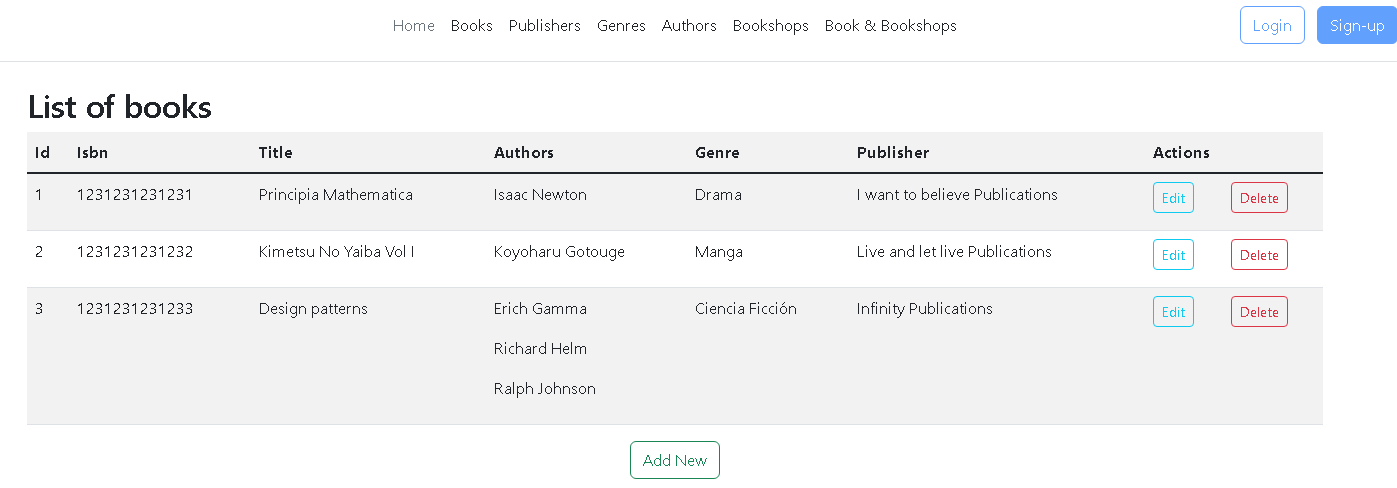 Home Books Publishers Genres Authors Bookshops Book & Bookshops Login Sign-up
List of books
Id Isbn Title Authors Genre Publisher Actions
1 1231231231231 Principia Mathematica Isaac Newton Drama I want to believe Publications Edit Delete
2 1231231231232 Kimetsu No Yaiba Vol I Koyoharu Gotouge Manga Live and let live Publications Edit Delete
3 1231231231233 Design patterns Erich Gamma Ciencia Ficción Infinity Publications Edit Delete
Richard Helm
Ralph Johnson
Add New